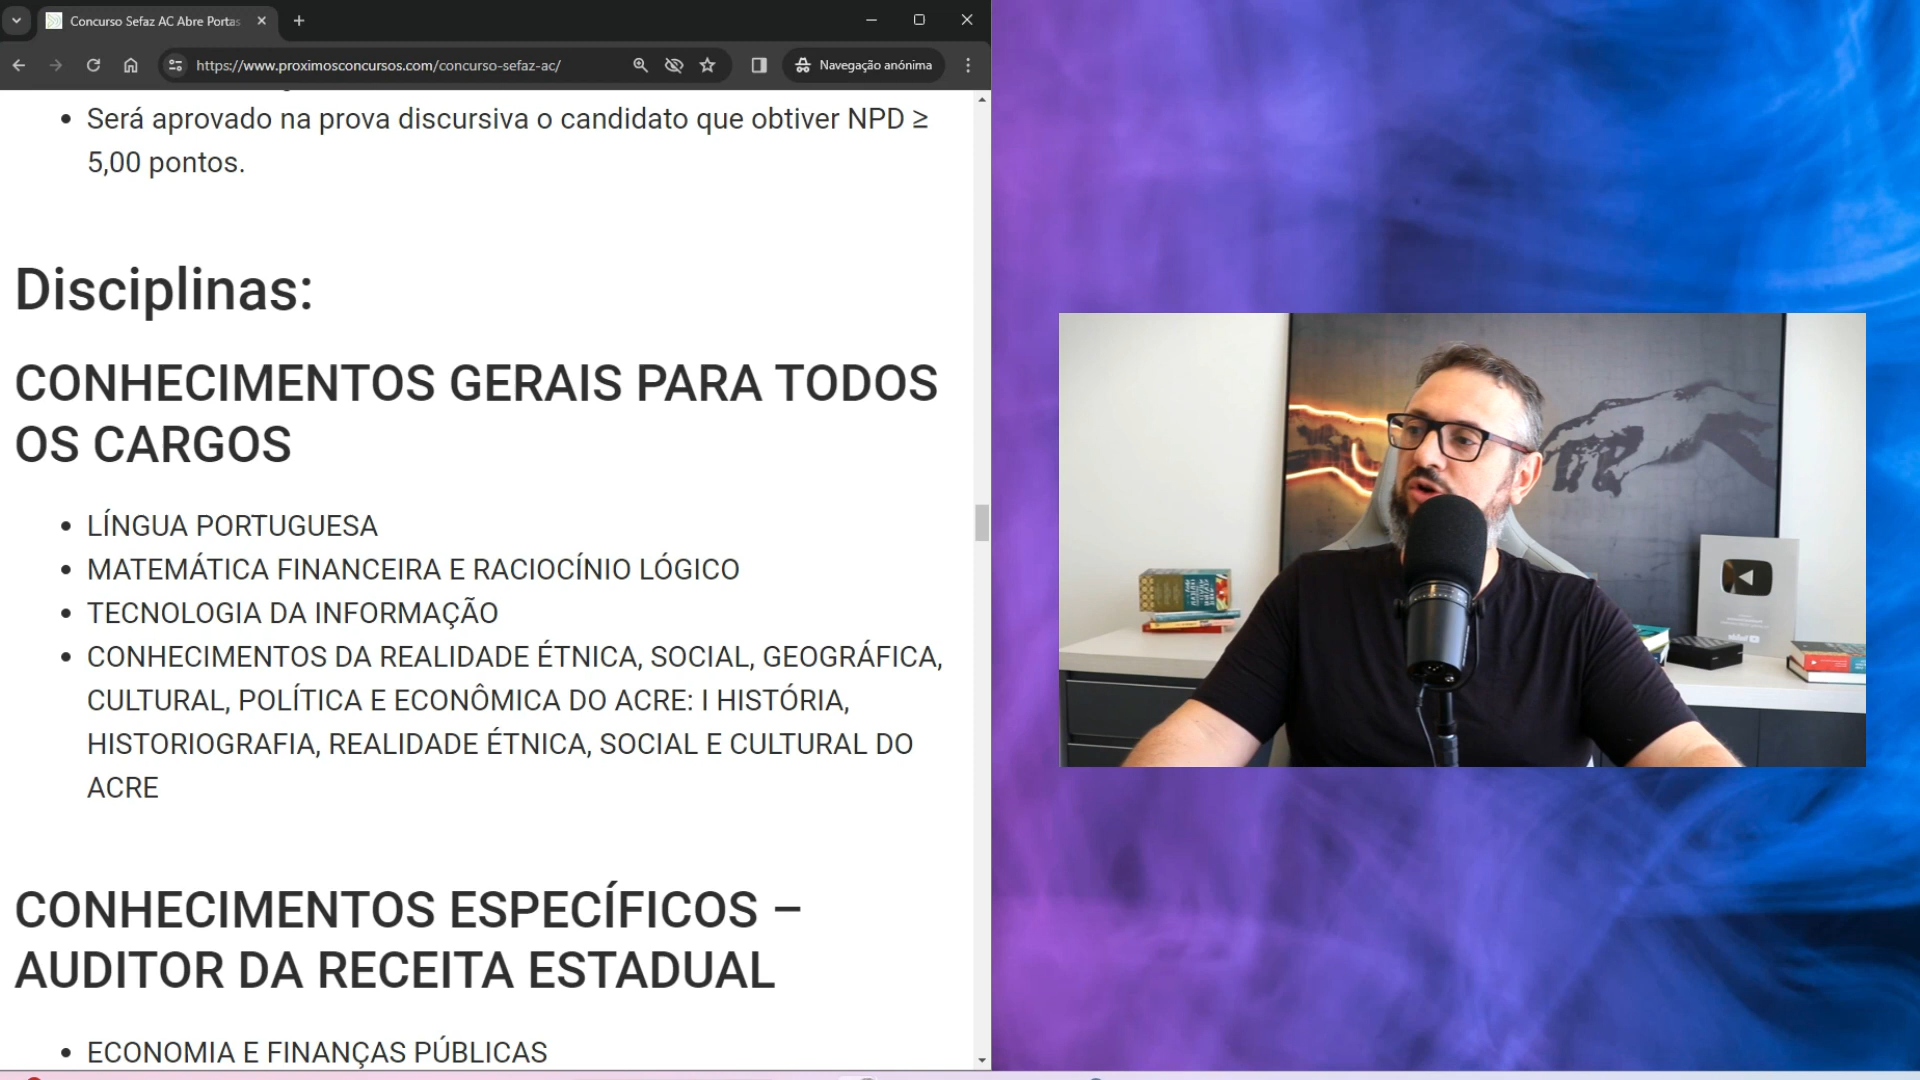 Concurso Sefaz AC Abre Portas
https://www.proximosconcursos.com/concurso-sefaz-ac/
Navegação anónima
• Será aprovado na prova discursiva o candidato que obtiver NPD ≥
5,00 pontos.
Disciplinas:
CONHECIMENTOS GERAIS PARA TODOS
OS CARGOS
• LÍNGUA PORTUGUESA
• MATEMÁTICA FINANCEIRA E RACIOCÍNIO LÓGICO
• TECNOLOGIA DA INFORMAÇÃO
• CONHECIMENTOS DA REALIDADE ÉTNICA, SOCIAL, GEOGRÁFICA,
CULTURAL, POLÍTICA E ECONÔMICA DO ACRE: I HISTÓRIA,
HISTORIOGRAFIA, REALIDADE ÉTNICA, SOCIAL E CULTURAL DO
ACRE
CONHECIMENTOS ESPECÍFICOS –
AUDITOR DA RECEITA ESTADUAL
• ECONOMIA E FINANÇAS PÚBLICAS